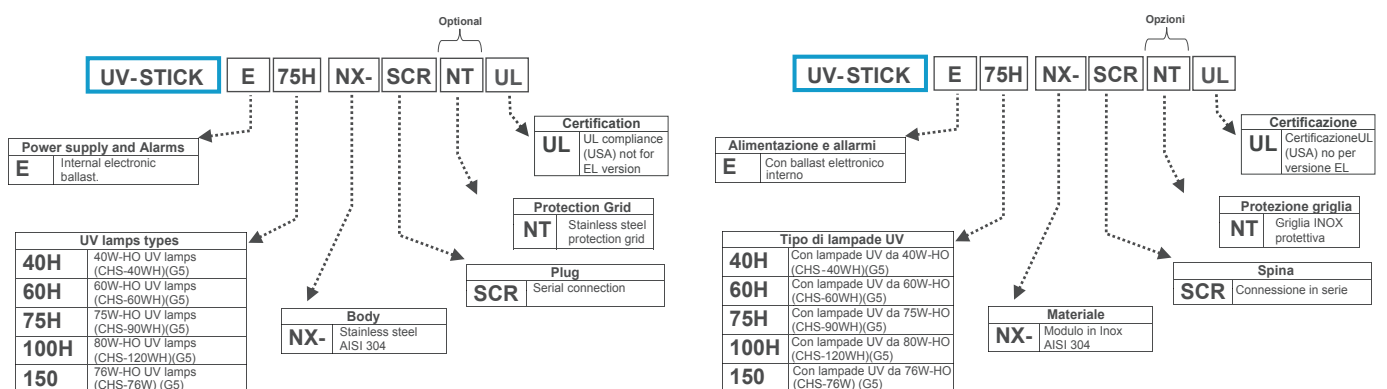 Optional
UV-STICK E 75H NX- SCR NT UL
Certification
UL UL compliance
(USA) not for
EL version
Power supply and Alarms
E Internal electronic
ballast.
Protection Grid
NT Stainless steel
protection grid
UV lamps types
40H 40W-HO UV lamps
(CHS-40WH)(G5)
60H 60W-HO UV lamps
(CHS-60WH)(G5)
75H 75W-HO UV lamps
(CHS-90WH)(G5)
100H 80W-HO UV lamps
(CHS-120WH)(G5)
150 76W-HO UV lamps
(CHS-76W) (G5)
Plug
SCR Serial connection
Body
NX- Stainless steel
AISI 304
Opzioni
UV-STICK E 75H NX- SCR NT UL
Certificazione
UL CertificazioneUL
(USA) no per
versione EL
Alimentazione e allarmi
E Con ballast elettronico
interno
Protezione griglia
NT Griglia INOX
protettiva
Tipo di lampade UV
40H Con lampade UV da 40W-HO
(CHS-40WH)(G5)
60H Con lampade UV da 60W-HO
(CHS-60WH)(G5)
75H Con lampade UV da 75W-HO
(CHS-90WH)(G5)
100H Con lampade UV da 80W-HO
(CHS-120WH)(G5)
150 Con lampade UV da 76W-HO
(CHS-76W) (G5)
Spina
SCR Connessione in serie
Materiale
NX- Modulo in Inox
AISI 304